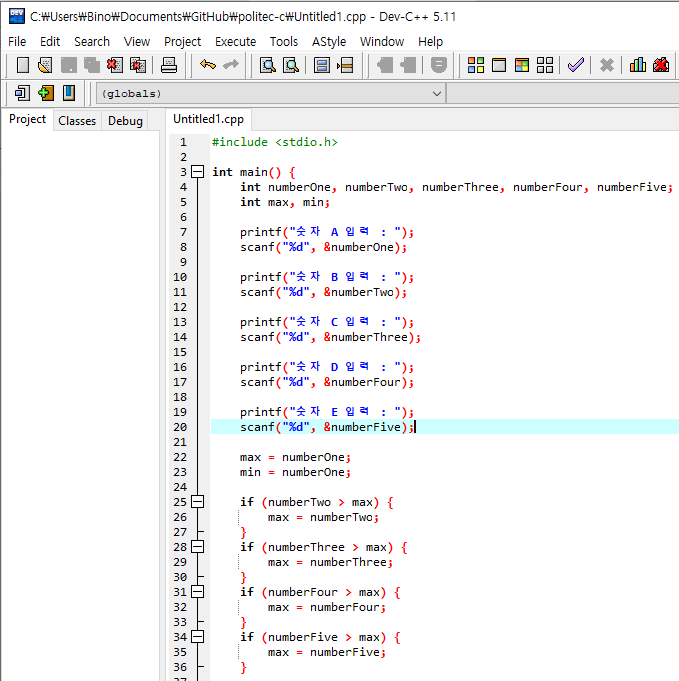 C:₩Users₩Bino₩Documents₩GitHub₩politec-c₩Untitled1.cpp - Dev-C++ 5.11
File Edit Search View Project Execute Tools AStyle Window Help
(globals)
Project Classes Debug Untitled1.cpp
1 #include <stdio.h>
2
3 int main() {
4 int numberOne, numberTwo, numberThree, numberFour, numberFive;
5 int max, min;
6
7 printf("숫자 A 입력 : ");
8 scanf("%d", &numberOne);
9
10 printf("숫자 B 입력 : ");
11 scanf("%d", &numberTwo);
12
13 printf("숫자 C 입력 : ");
14 scanf("%d", &numberThree);
15
16 printf("숫자 D 입력 : ");
17 scanf("%d", &numberFour);
18
19 printf("숫자 E 입력 : ");
20 scanf("%d", &numberFive);
21
22 max = numberOne;
23 min = numberOne;
24
25 if (numberTwo > max) {
26 max = numberTwo;
27 }
28 if (numberThree > max) {
29 max = numberThree;
30 }
31 if (numberFour > max) {
32 max = numberFour;
33 }
34 if (numberFive > max) {
35 max = numberFive;
36 }